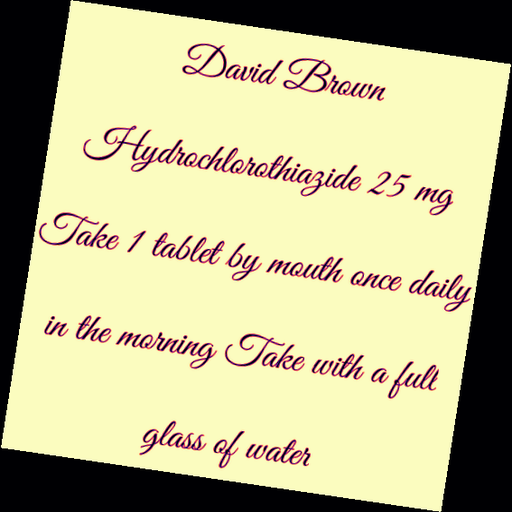 David Brown
Hydrochlorothiazide 25 mg
Take 1 tablet by mouth once daily
in the morning Take with a full
glass of water